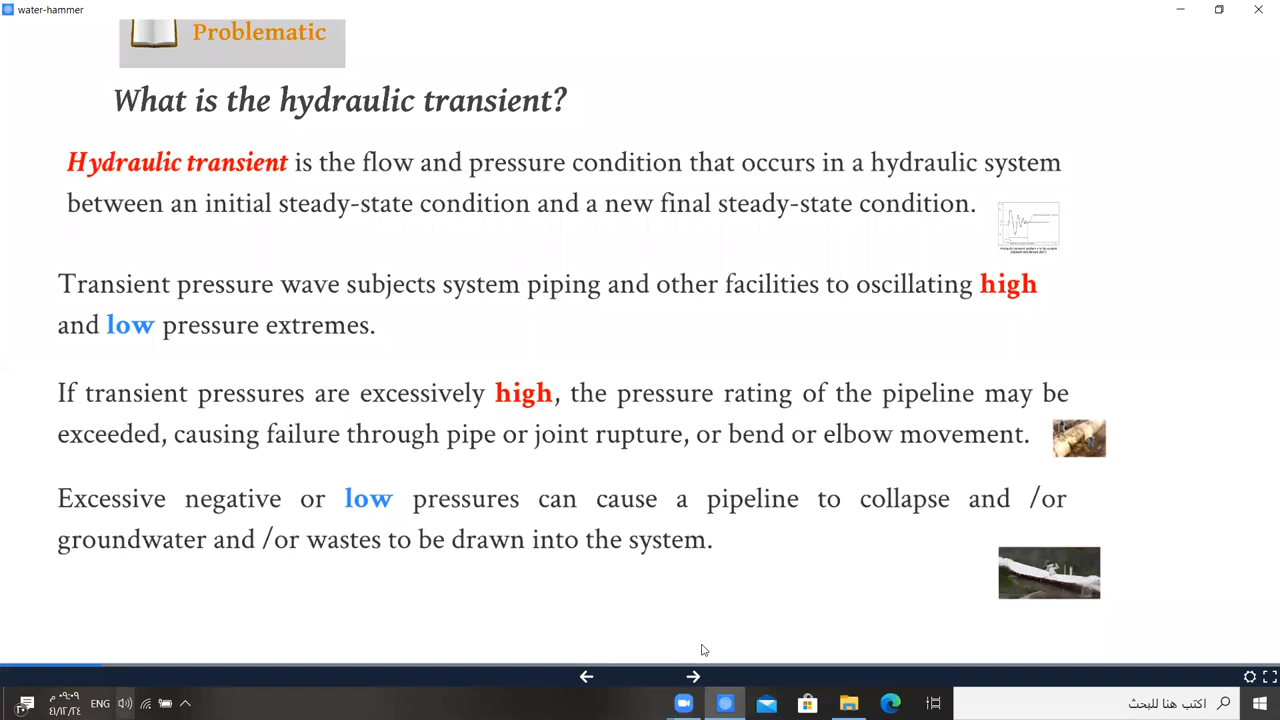 water-hammer
Problematic
What is the hydraulic transient?
Hydraulic transient is the flow and pressure condition that occurs in a hydraulic system
between an initial steady-state condition and a new final steady-state condition.
Transient pressure wave subjects system piping and other facilities to oscillating high
and low pressure extremes.
If transient pressures are excessively high, the pressure rating of the pipeline may be
exceeded, causing failure through pipe or joint rupture, or bend or elbow movement.
Excessive negative or low pressures can cause a pipeline to collapse and /or
groundwater and /or wastes to be drawn into the system.
٠٩:٠٩ م
ENG
اكتب هنا للبحث